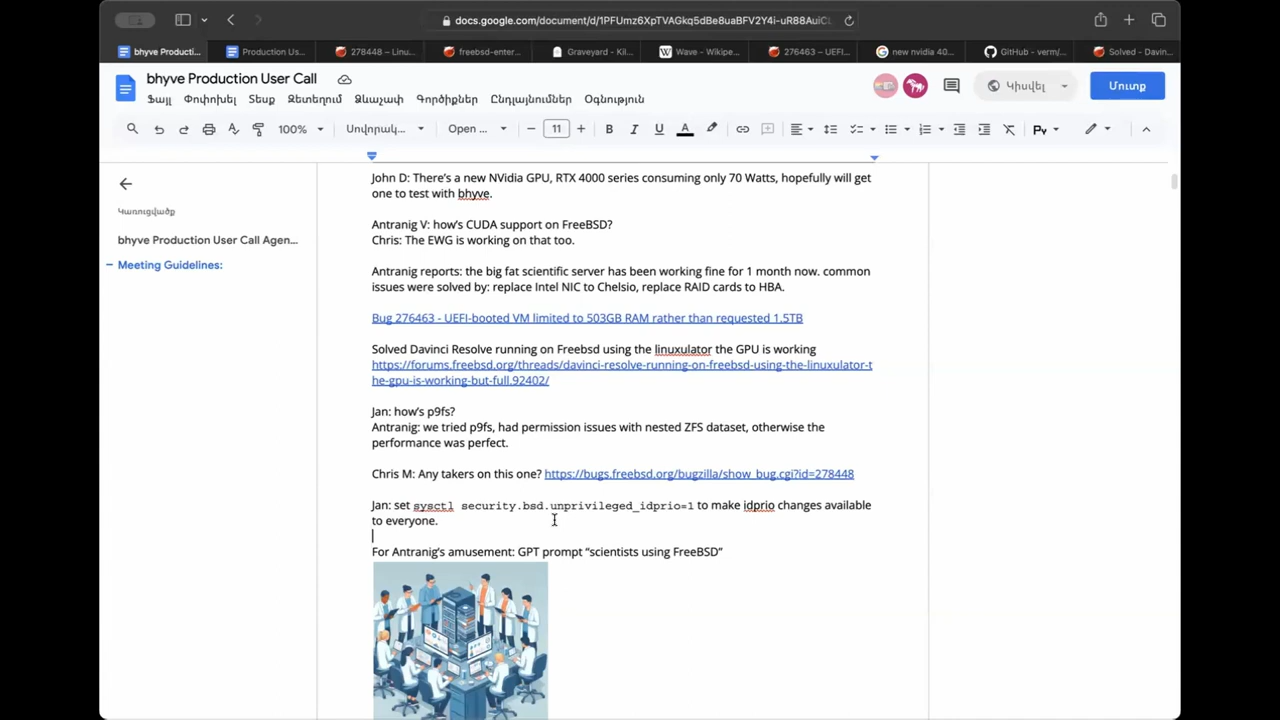 docs.google.com/document/d/1PFUmz6XpTVAGkq5dBe8uaBFV2Y4i-uR88AuiCL
bhyve Producti... Production Us... 278448 – Linu... freebsd-enter... Graveyard - Kil... Wave - Wikipe... 276463 – UEFI... new nvidia 40... GitHub - verm/... Solved - Davin...
bhyve Production User Call
Կիսվել
Մուտք
Ֆայլ Փոփոխել Տեսք Զետեղում Ձևաչափ Գործիքներ Ընդլայնումներ Օգնություն
100% Սովորակ... Open ... 11
John D: There's a new NVidia GPU, RTX 4000 series consuming only 70 Watts, hopefully will get
one to test with bhyve.
Կառուցվածք
Antranig V: how's CUDA support on FreeBSD?
Chris: The EWG is working on that too.
bhyve Production User Call Agen...
Meeting Guidelines:
Antranig reports: the big fat scientific server has been working fine for 1 month now. common
issues were solved by: replace Intel NIC to Chelsio, replace RAID cards to HBA.
Bug 276463 - UEFI-booted VM limited to 503GB RAM rather than requested 1.5TB
Solved Davinci Resolve running on Freebsd using the linuxulator the GPU is working
https://forums.freebsd.org/threads/davinci-resolve-running-on-freebsd-using-the-linuxulator-t
he-gpu-is-working-but-full.92402/
Jan: how's p9fs?
Antranig: we tried p9fs, had permission issues with nested ZFS dataset, otherwise the
performance was perfect.
Chris M: Any takers on this one? https://bugs.freebsd.org/bugzilla/show_bug.cgi?id=278448
Jan: set sysctl security.bsd.unprivileged_idprio=1 to make idprio changes available
to everyone.
For Antranig's amusement: GPT prompt “scientists using FreeBSD”